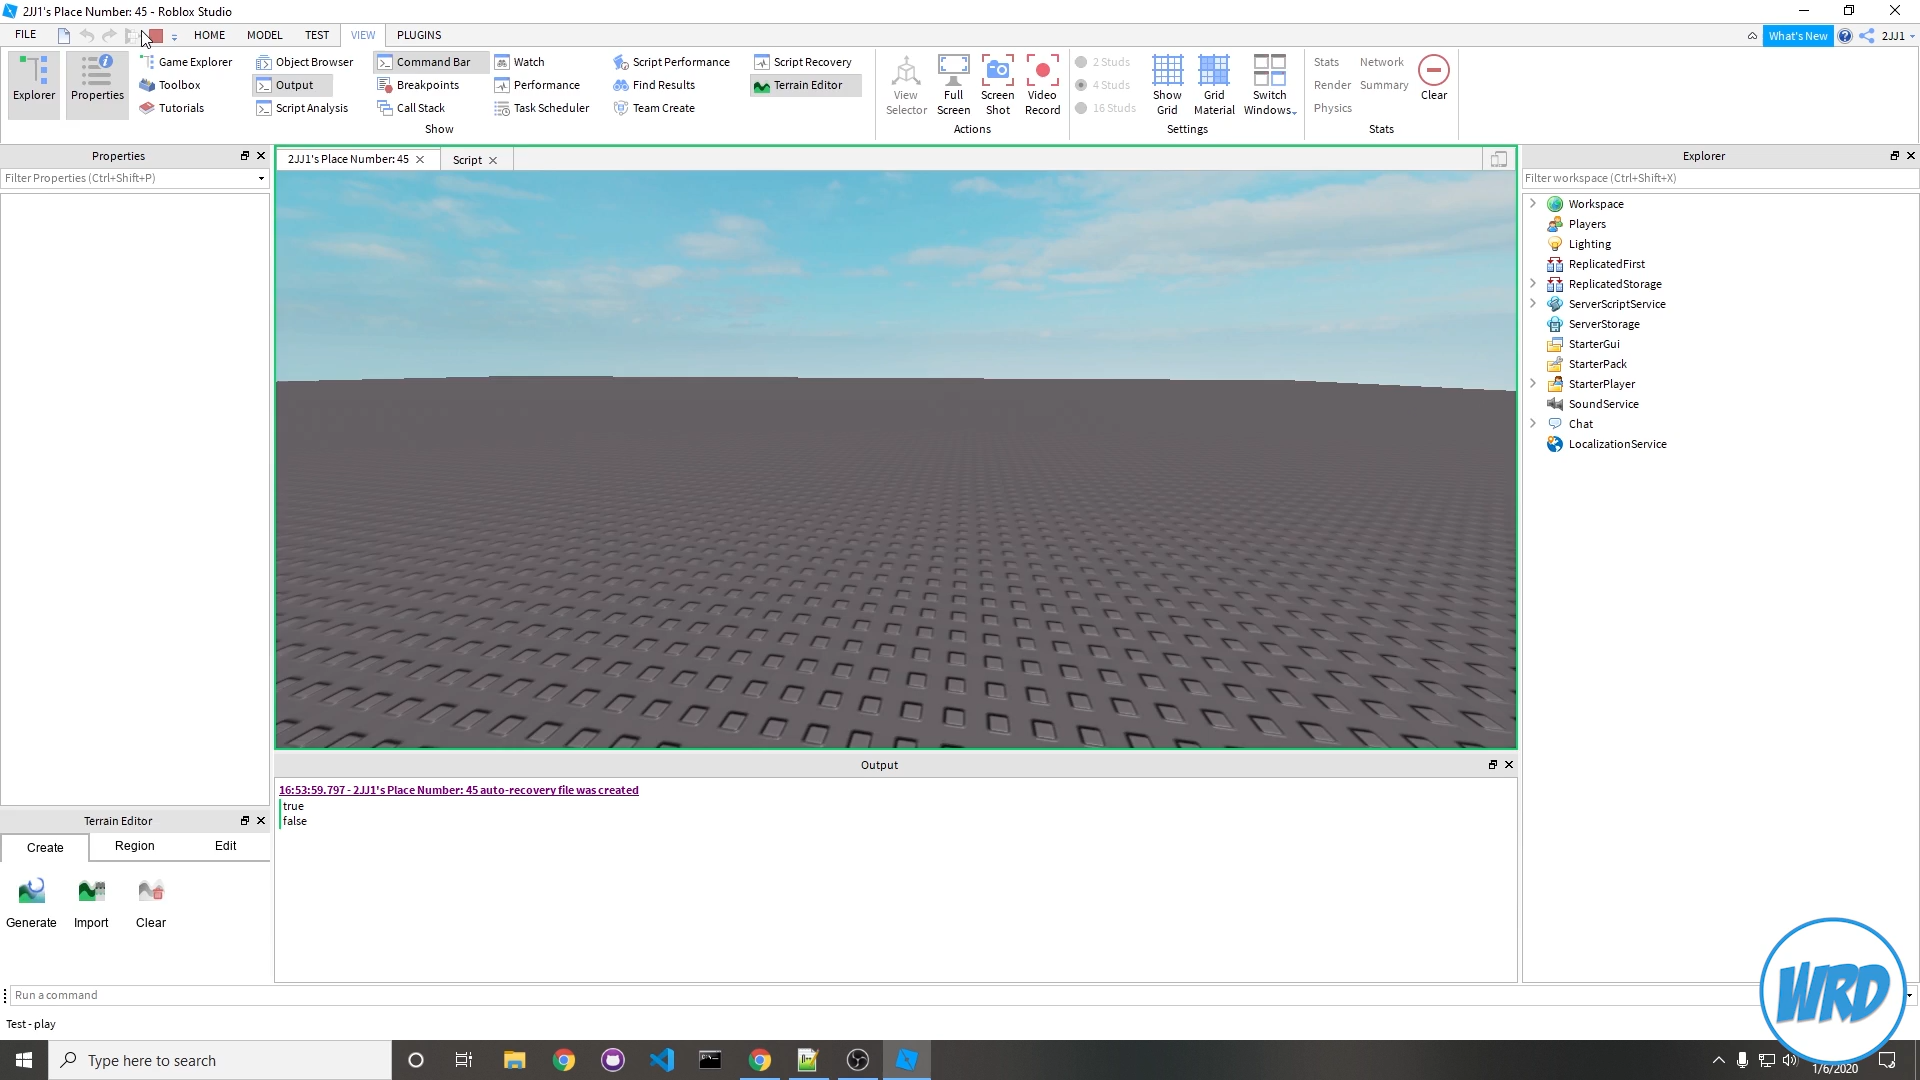 2JJ1's Place Number: 45 - Roblox Studio
FILE HOME MODEL TEST VIEW PLUGINS What's New 2JJ1
Explorer
Properties
Game Explorer
Toolbox
Tutorials
Object Browser
Output
Script Analysis
Command Bar
Breakpoints
Call Stack
Watch
Performance
Task Scheduler
Script Performance
Find Results
Team Create
Script Recovery
Terrain Editor
Show
View
Selector
Full
Screen
Screen
Shot
Video
Record
Actions
2 Studs
4 Studs
16 Studs
Show
Grid
Grid
Material
Switch
Windows
Settings
Stats Network
Render Summary
Physics
Clear
Stats
Properties
Filter Properties (Ctrl+Shift+P)
2JJ1's Place Number: 45
Script
Explorer
Filter workspace (Ctrl+Shift+X)
Workspace
Players
Lighting
ReplicatedFirst
ReplicatedStorage
ServerScriptService
ServerStorage
StarterGui
StarterPack
StarterPlayer
SoundService
Chat
LocalizationService
Output
16:53:59.797 - 2JJ1's Place Number: 45 auto-recovery file was created
true
false
Terrain Editor
Create Region Edit
Generate Import Clear
Run a command
Test - play
WRD
Type here to search
1/6/2020